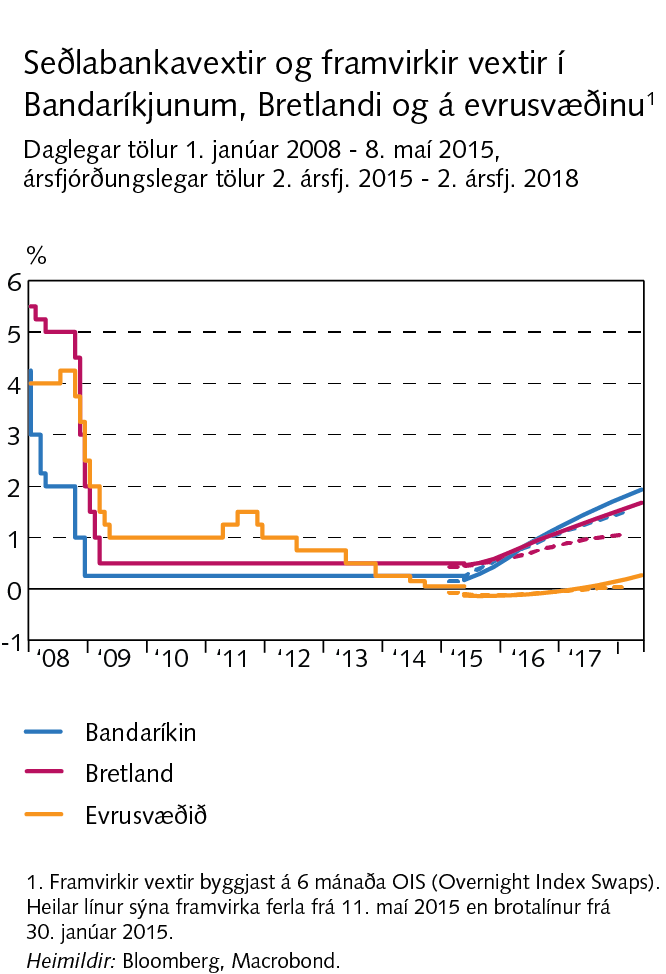 Seðlabankavextir og framvirkir vextir í
Bandaríkjunum, Bretlandi og á evrusvæðinu¹
Daglegar tölur 1. janúar 2008 - 8. maí 2015,
ársfjórðungslegar tölur 2. ársfj. 2015 - 2. ársfj. 2018
%
6
5
4
3
2
1
0
-1
‘08 ‘09 ‘10 ‘11 ‘12 ‘13 ‘14 ‘15 ‘16 ‘17
Bandaríkin
Bretland
Evrusvæðið
1. Framvirkir vextir byggjast á 6 mánaða OIS (Overnight Index Swaps).
Heilar línur sýna framvirka ferla frá 11. maí 2015 en brotalínur frá
30. janúar 2015.
Heimildir: Bloomberg, Macrobond.